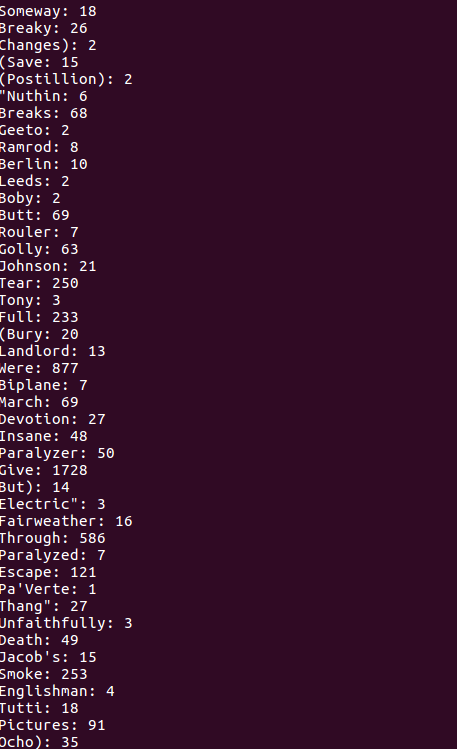 Someway: 18
Breaky: 26
Changes): 2
(Save: 15
(Postillion): 2
"Nuthin: 6
Breaks: 68
Geeto: 2
Ramrod: 8
Berlin: 10
Leeds: 2
Boby: 2
Butt: 69
Rouler: 7
Golly: 63
Johnson: 21
Tear: 250
Tony: 3
Full: 233
(Bury: 20
Landlord: 13
Were: 877
Biplane: 7
March: 69
Devotion: 27
Insane: 48
Paralyzer: 50
Give: 1728
But): 14
Electric": 3
Fairweather: 16
Through: 586
Paralyzed: 7
Escape: 121
Pa'Verte: 1
Thang": 27
Unfaithfully: 3
Death: 49
Jacob's: 15
Smoke: 253
Englishman: 4
Tutti: 18
Pictures: 91
Ocho): 35